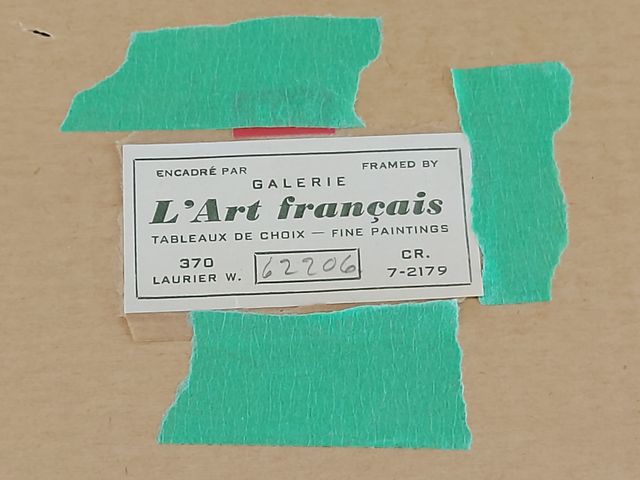 ENCADRÉ PAR FRAMED BY
GALERIE
L'Art français
TABLEAUX DE CHOIX — FINE PAINTINGS
370 62206 CR.
LAURIER W. 7-2179